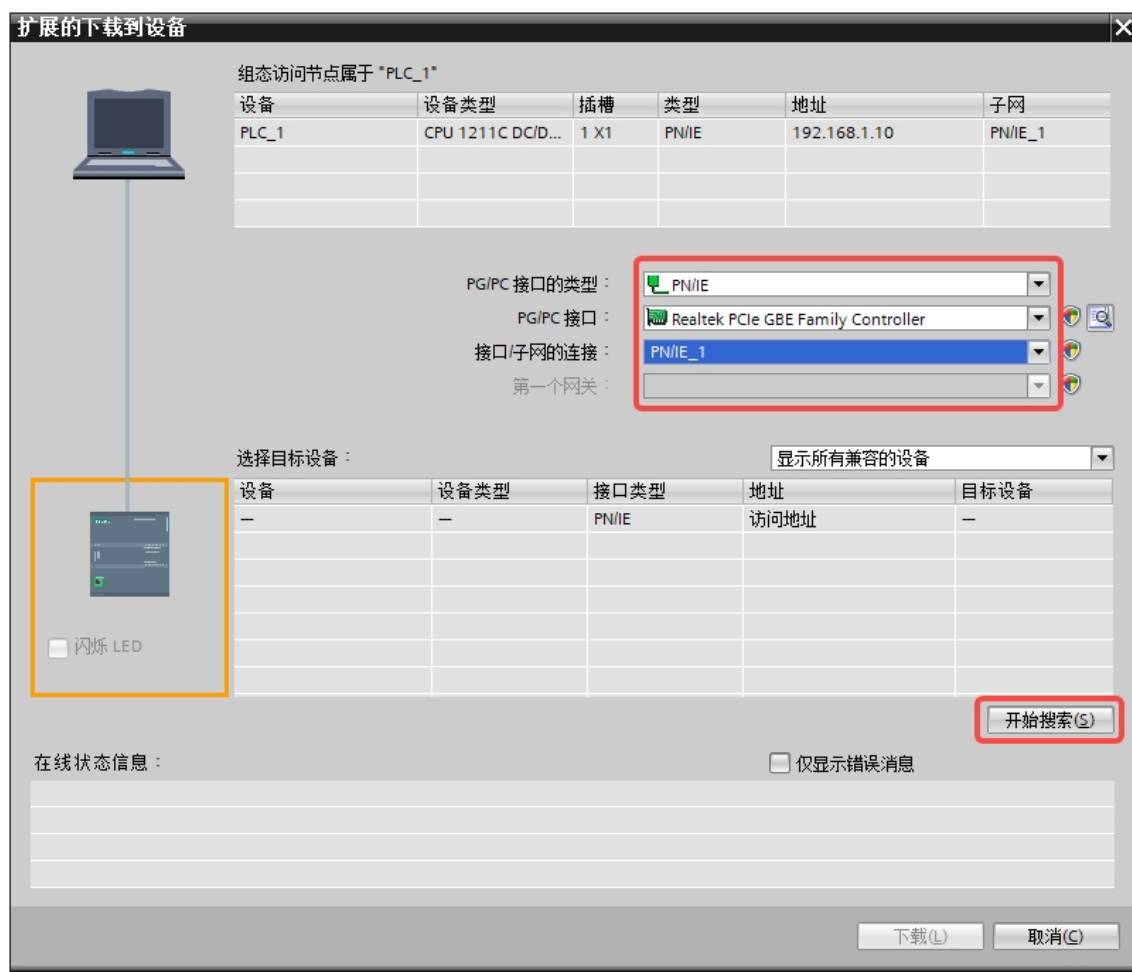 扩展的下载到设备
组态访问节点属于 "PLC_1"
设备 设备类型 插槽 类型 地址 子网
PLC_1 CPU 1211C DC/D... 1 X1 PN/IE 192.168.1.10 PN/IE_1
PG/PC 接口的类型： PN/IE
PG/PC 接口： Realtek PCIe GBE Family Controller
接口/子网的连接： PN/IE_1
第一个网关：
选择目标设备： 显示所有兼容的设备
设备 设备类型 接口类型 地址 目标设备
— — PN/IE 访问地址 —
闪烁 LED
开始搜索(S)
在线状态信息： 仅显示错误消息
下载(L) 取消(C)